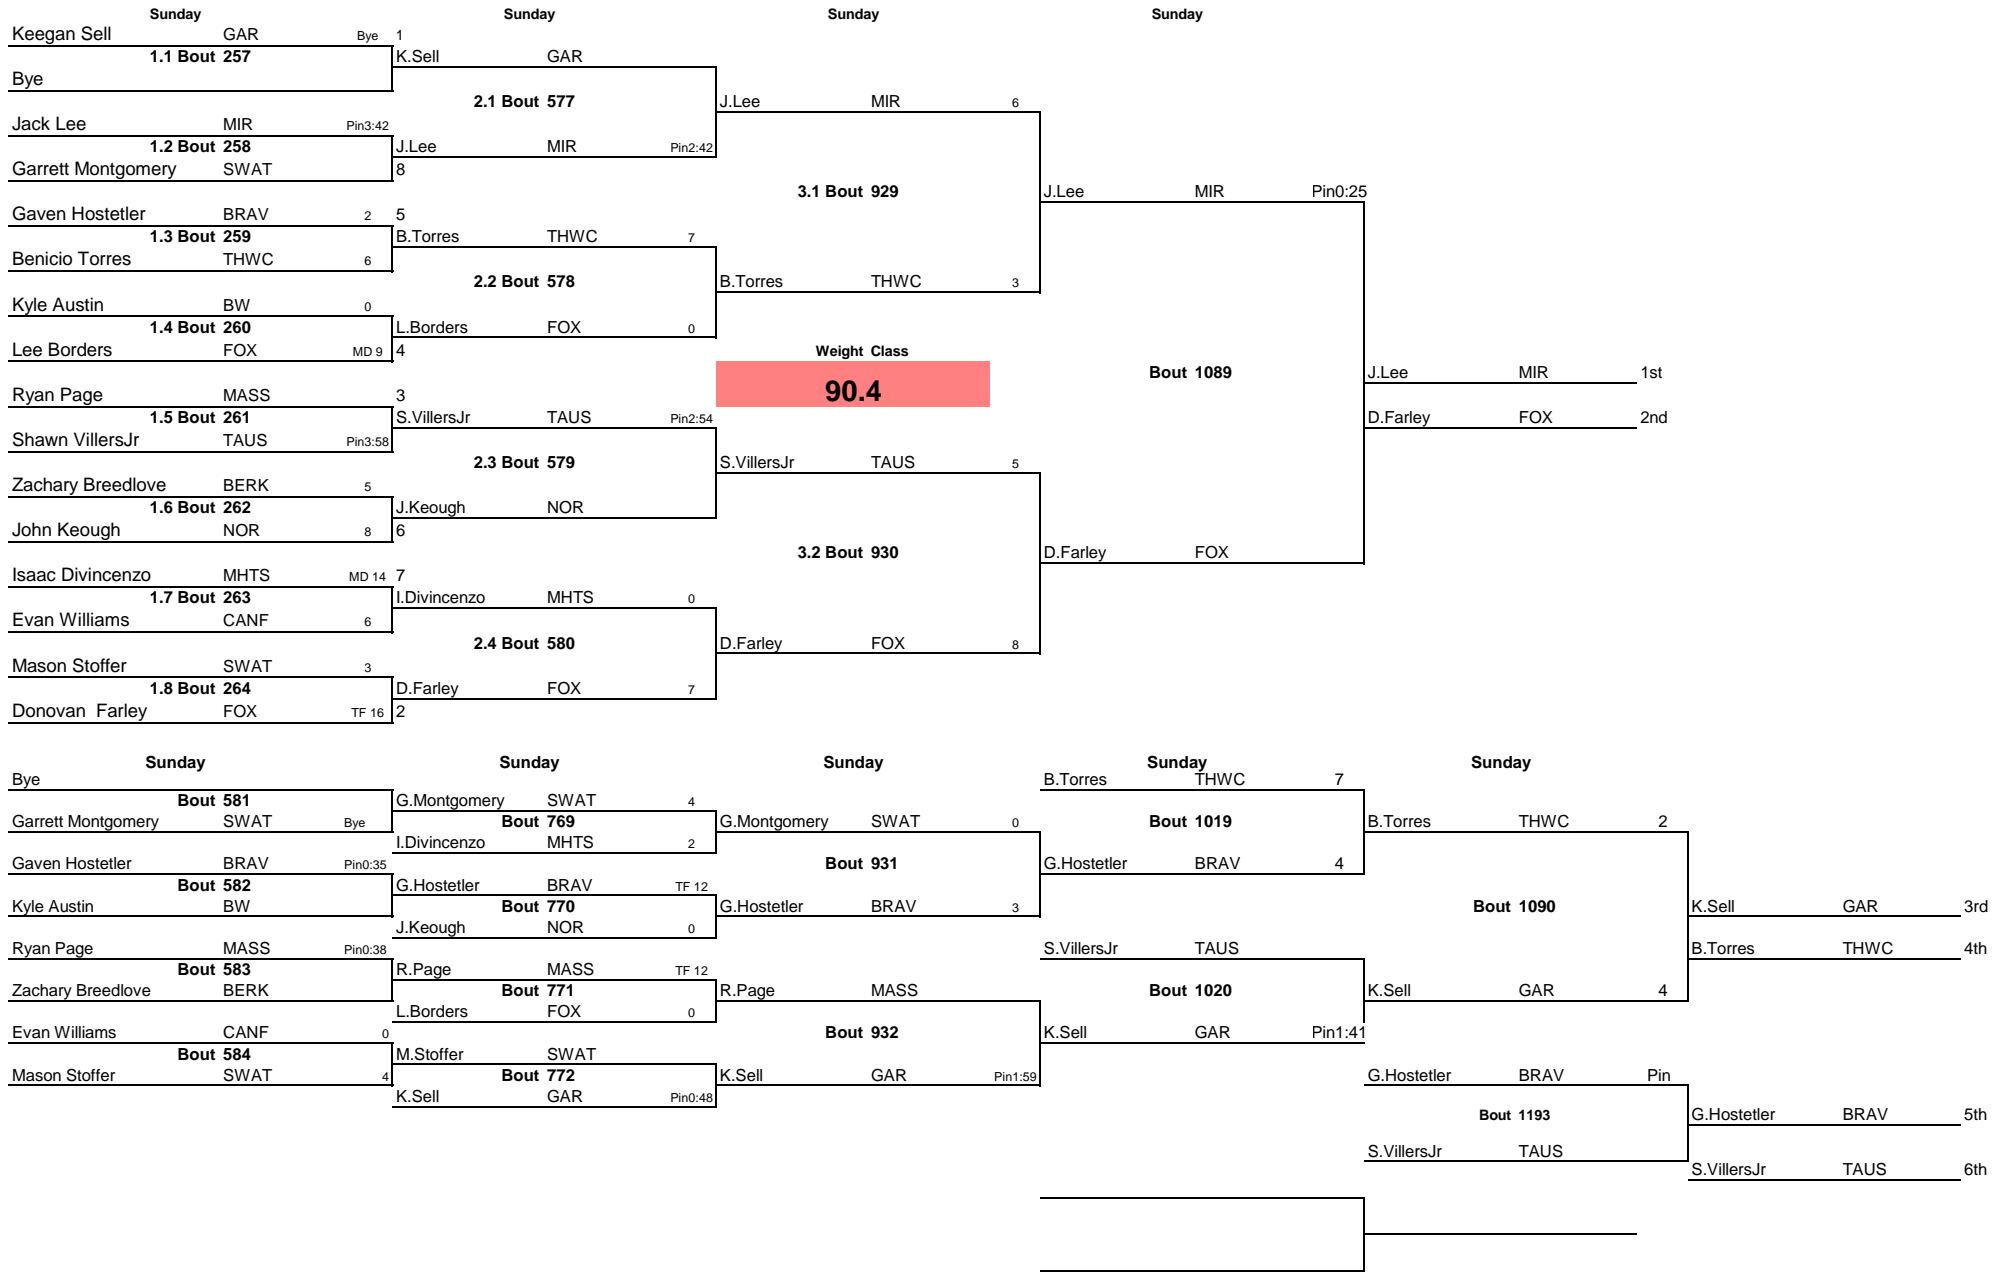 Sunday Sunday Sunday Sunday
Keegan Sell GAR Bye 1
1.1 Bout 257 K.Sell GAR
Bye
2.1 Bout 577 J.Lee MIR 6
Jack Lee MIR Pin3:42
1.2 Bout 258 J.Lee MIR Pin2:42
Garrett Montgomery SWAT 8
3.1 Bout 929 J.Lee MIR Pin0:25
Gaven Hostetler BRAV 2 5
1.3 Bout 259 B.Torres THWC 7
Benicio Torres THWC 6
2.2 Bout 578 B.Torres THWC 3
Kyle Austin BW 0
1.4 Bout 260 L.Borders FOX 0
Lee Borders FOX MD 9 4 Weight Class
Bout 1089 J.Lee MIR 1st
90.4
Ryan Page MASS 3
1.5 Bout 261 S.VillersJr TAUS Pin2:54 D.Farley FOX 2nd
Shawn VillersJr TAUS Pin3:58
2.3 Bout 579 S.VillersJr TAUS 5
Zachary Breedlove BERK 5
1.6 Bout 262 J.Keough NOR
John Keough NOR 8 6
3.2 Bout 930 D.Farley FOX
Isaac Divincenzo MHTS MD 14 7
1.7 Bout 263 I.Divincenzo MHTS 0
Evan Williams CANF 6
2.4 Bout 580 D.Farley FOX 8
Mason Stoffer SWAT 3
1.8 Bout 264 D.Farley FOX 7
Donovan Farley FOX TF 16 2
Sunday Sunday Sunday Sunday Sunday
Bye B.Torres THWC 7
Bout 581 G.Montgomery SWAT 4
Garrett Montgomery SWAT Bye Bout 769 G.Montgomery SWAT 0 Bout 1019 B.Torres THWC 2
I.Divincenzo MHTS 2
Gaven Hostetler BRAV Pin0:35 Bout 931 G.Hostetler BRAV 4
Bout 582 G.Hostetler BRAV TF 12
Kyle Austin BW Bout 770 G.Hostetler BRAV 3 Bout 1090 K.Sell GAR 3rd
J.Keough NOR 0
Ryan Page MASS Pin0:38 S.VillersJr TAUS B.Torres THWC 4th
Bout 583 R.Page MASS TF 12
Zachary Breedlove BERK Bout 771 R.Page MASS Bout 1020 K.Sell GAR 4
L.Borders FOX 0
Evan Williams CANF 0 Bout 932 K.Sell GAR Pin1:41
Bout 584 M.Stoffer SWAT
Mason Stoffer SWAT 4 Bout 772 K.Sell GAR Pin1:59 G.Hostetler BRAV Pin
K.Sell GAR Pin0:48
Bout 1193 G.Hostetler BRAV 5th
S.VillersJr TAUS
S.VillersJr TAUS 6th